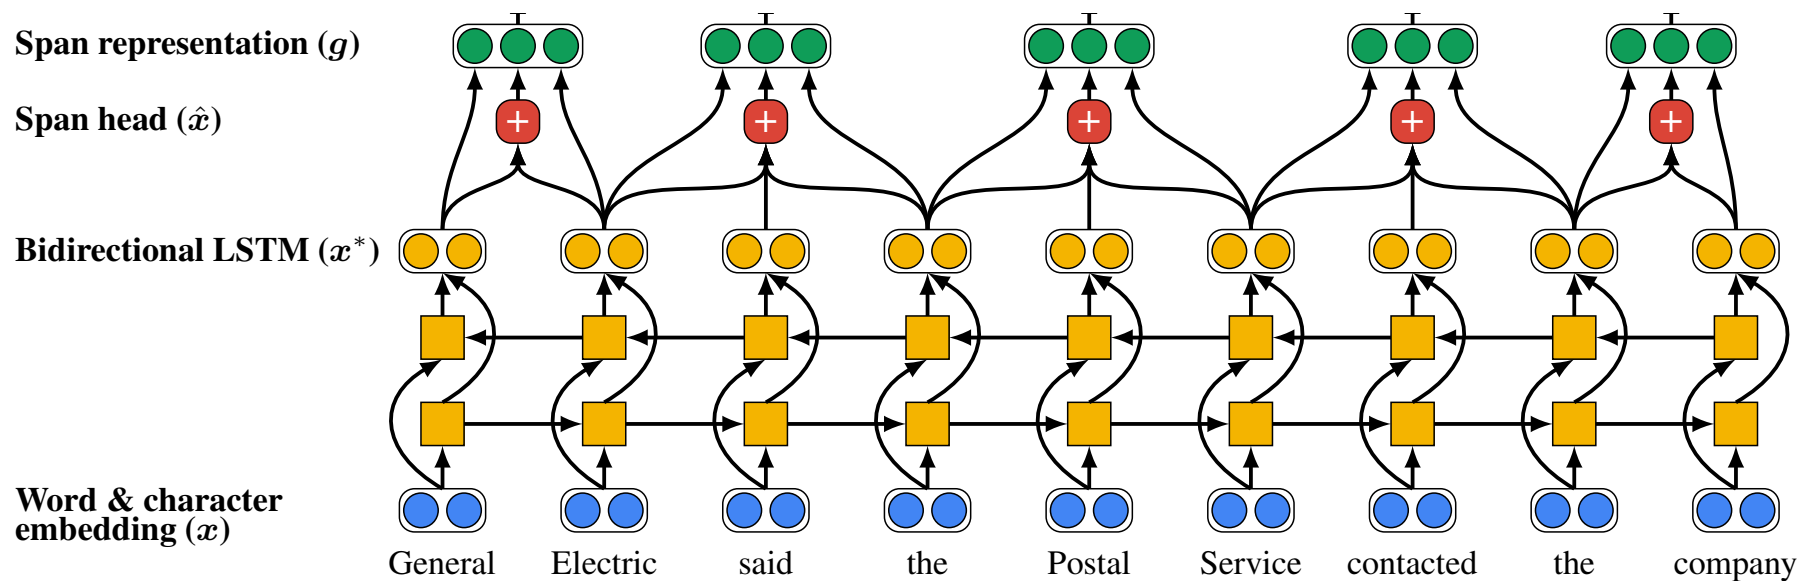 Span representation (g)
Span head (x̂)
+ + + + +
Bidirectional LSTM (x*)
Word & character
embedding (x)
General Electric said the Postal Service contacted the company